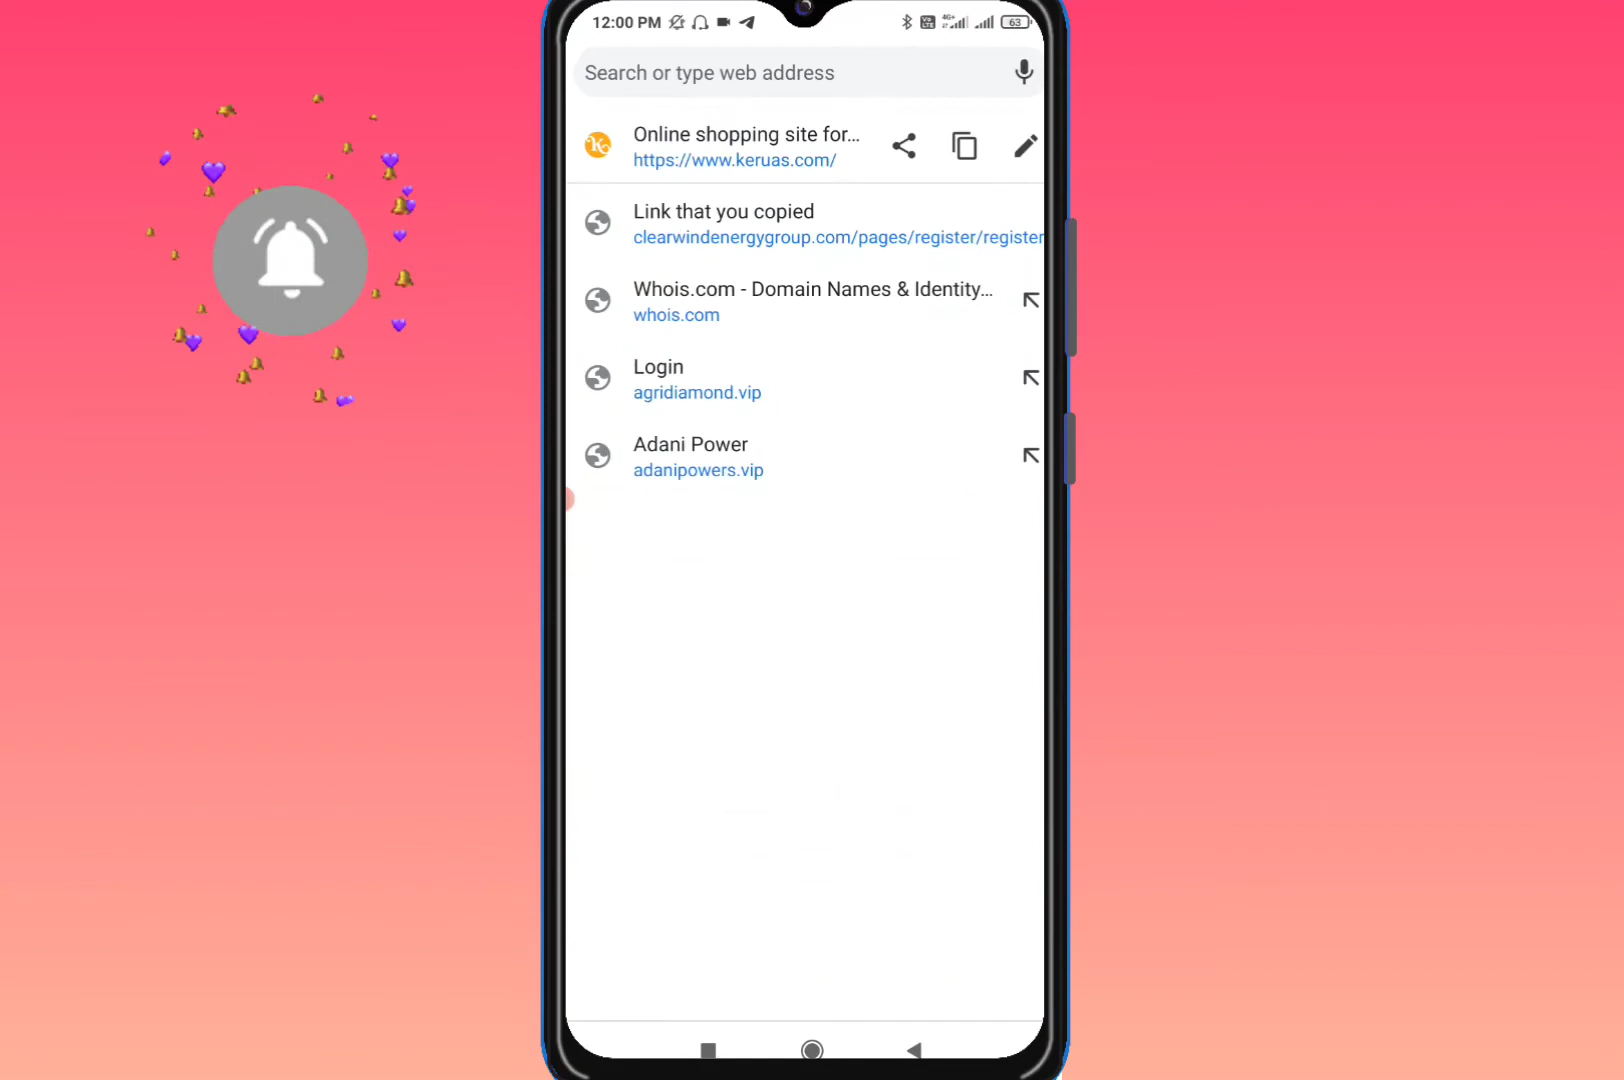 12:00 PM
4G+
63
Search or type web address
Online shopping site for...
https://www.keruas.com/
Link that you copied
clearwindenergygroup.com/pages/register/register
Whois.com - Domain Names & Identity...
whois.com
Login
agridiamond.vip
Adani Power
adanipowers.vip